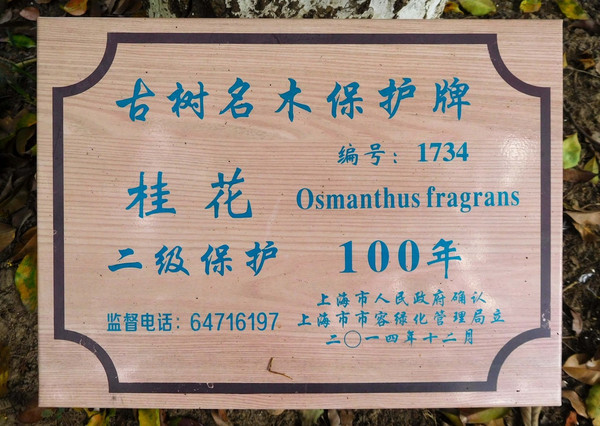 古树名木保护牌
编号：1734
桂花 Osmanthus fragrans
二级保护 100年
上海市人民政府确认
监督电话：64716197 上海市市容绿化管理局立
二〇一四年十二月